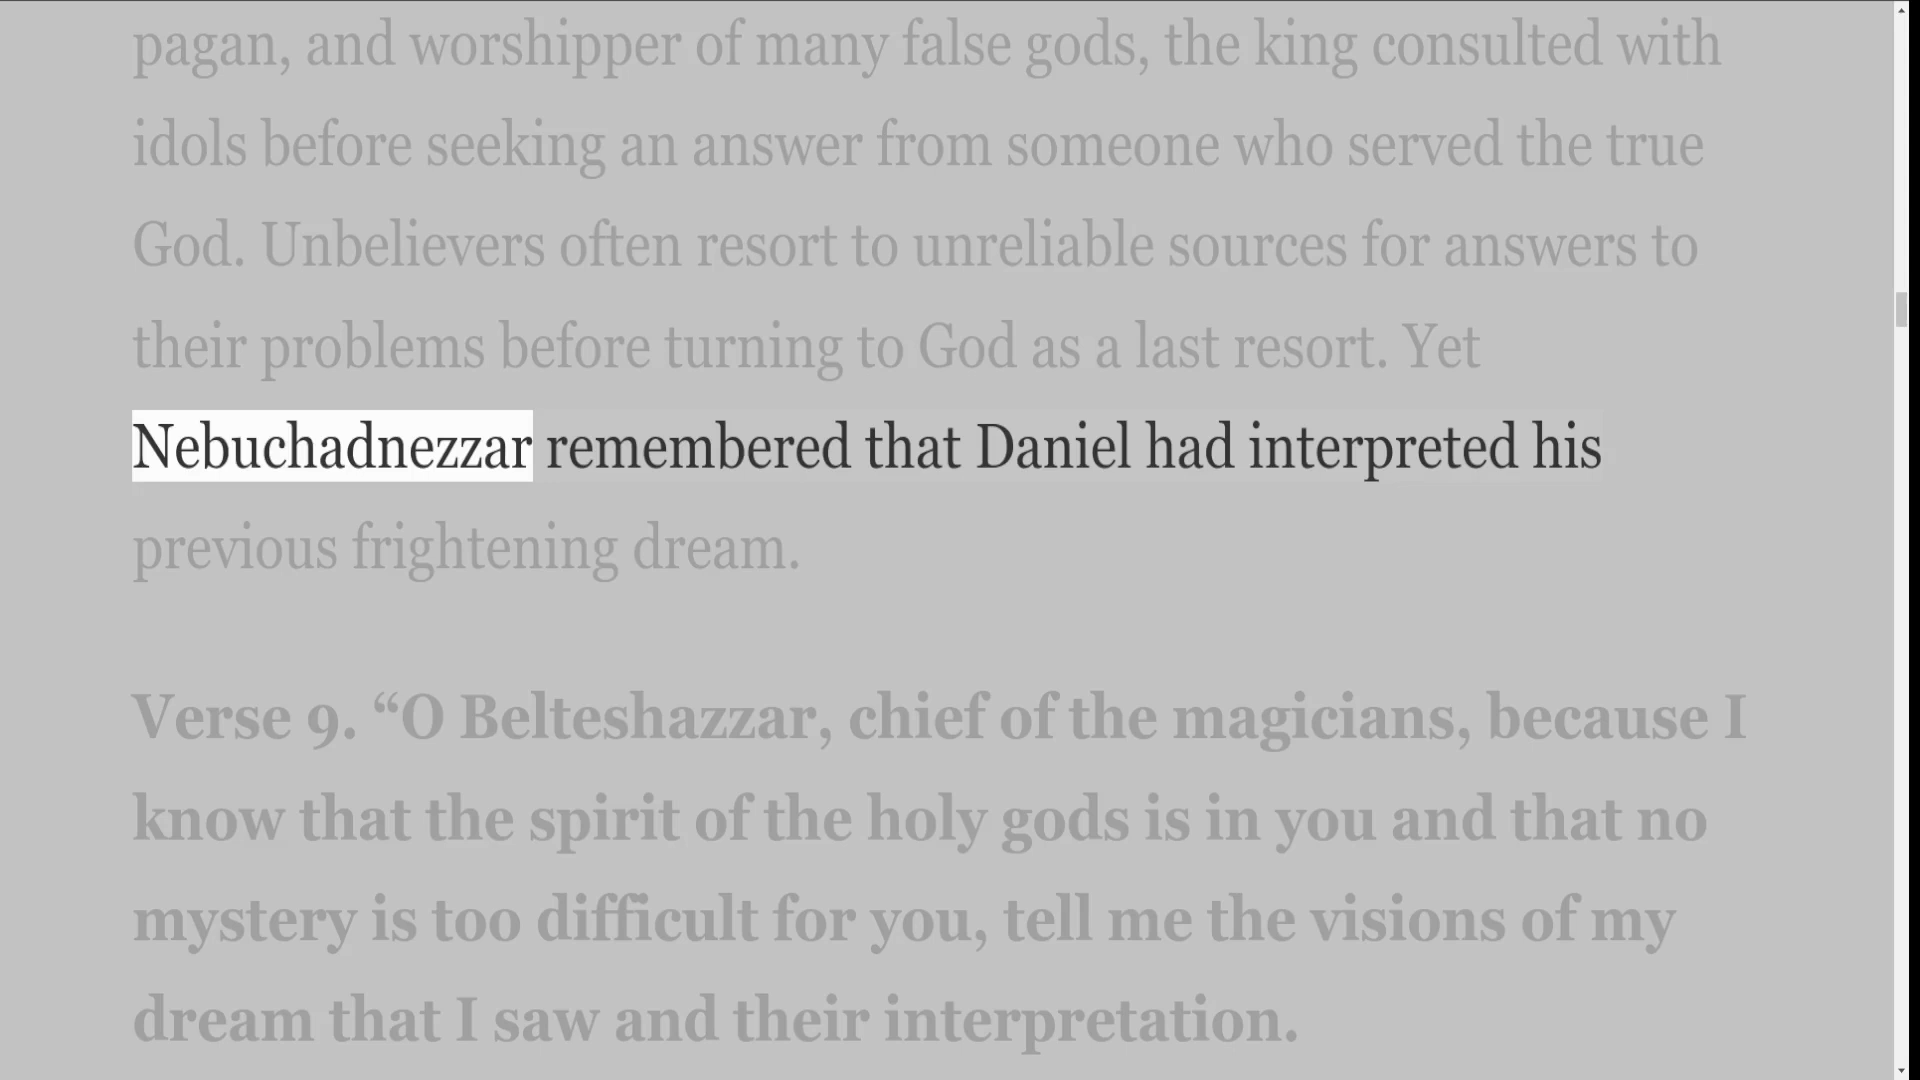 pagan, and worshipper of many false gods, the king consulted with
idols before seeking an answer from someone who served the true
God. Unbelievers often resort to unreliable sources for answers to
their problems before turning to God as a last resort. Yet
Nebuchadnezzar remembered that Daniel had interpreted his
previous frightening dream.
Verse 9. “O Belteshazzar, chief of the magicians, because I
know that the spirit of the holy gods is in you and that no
mystery is too difficult for you, tell me the visions of my
dream that I saw and their interpretation.